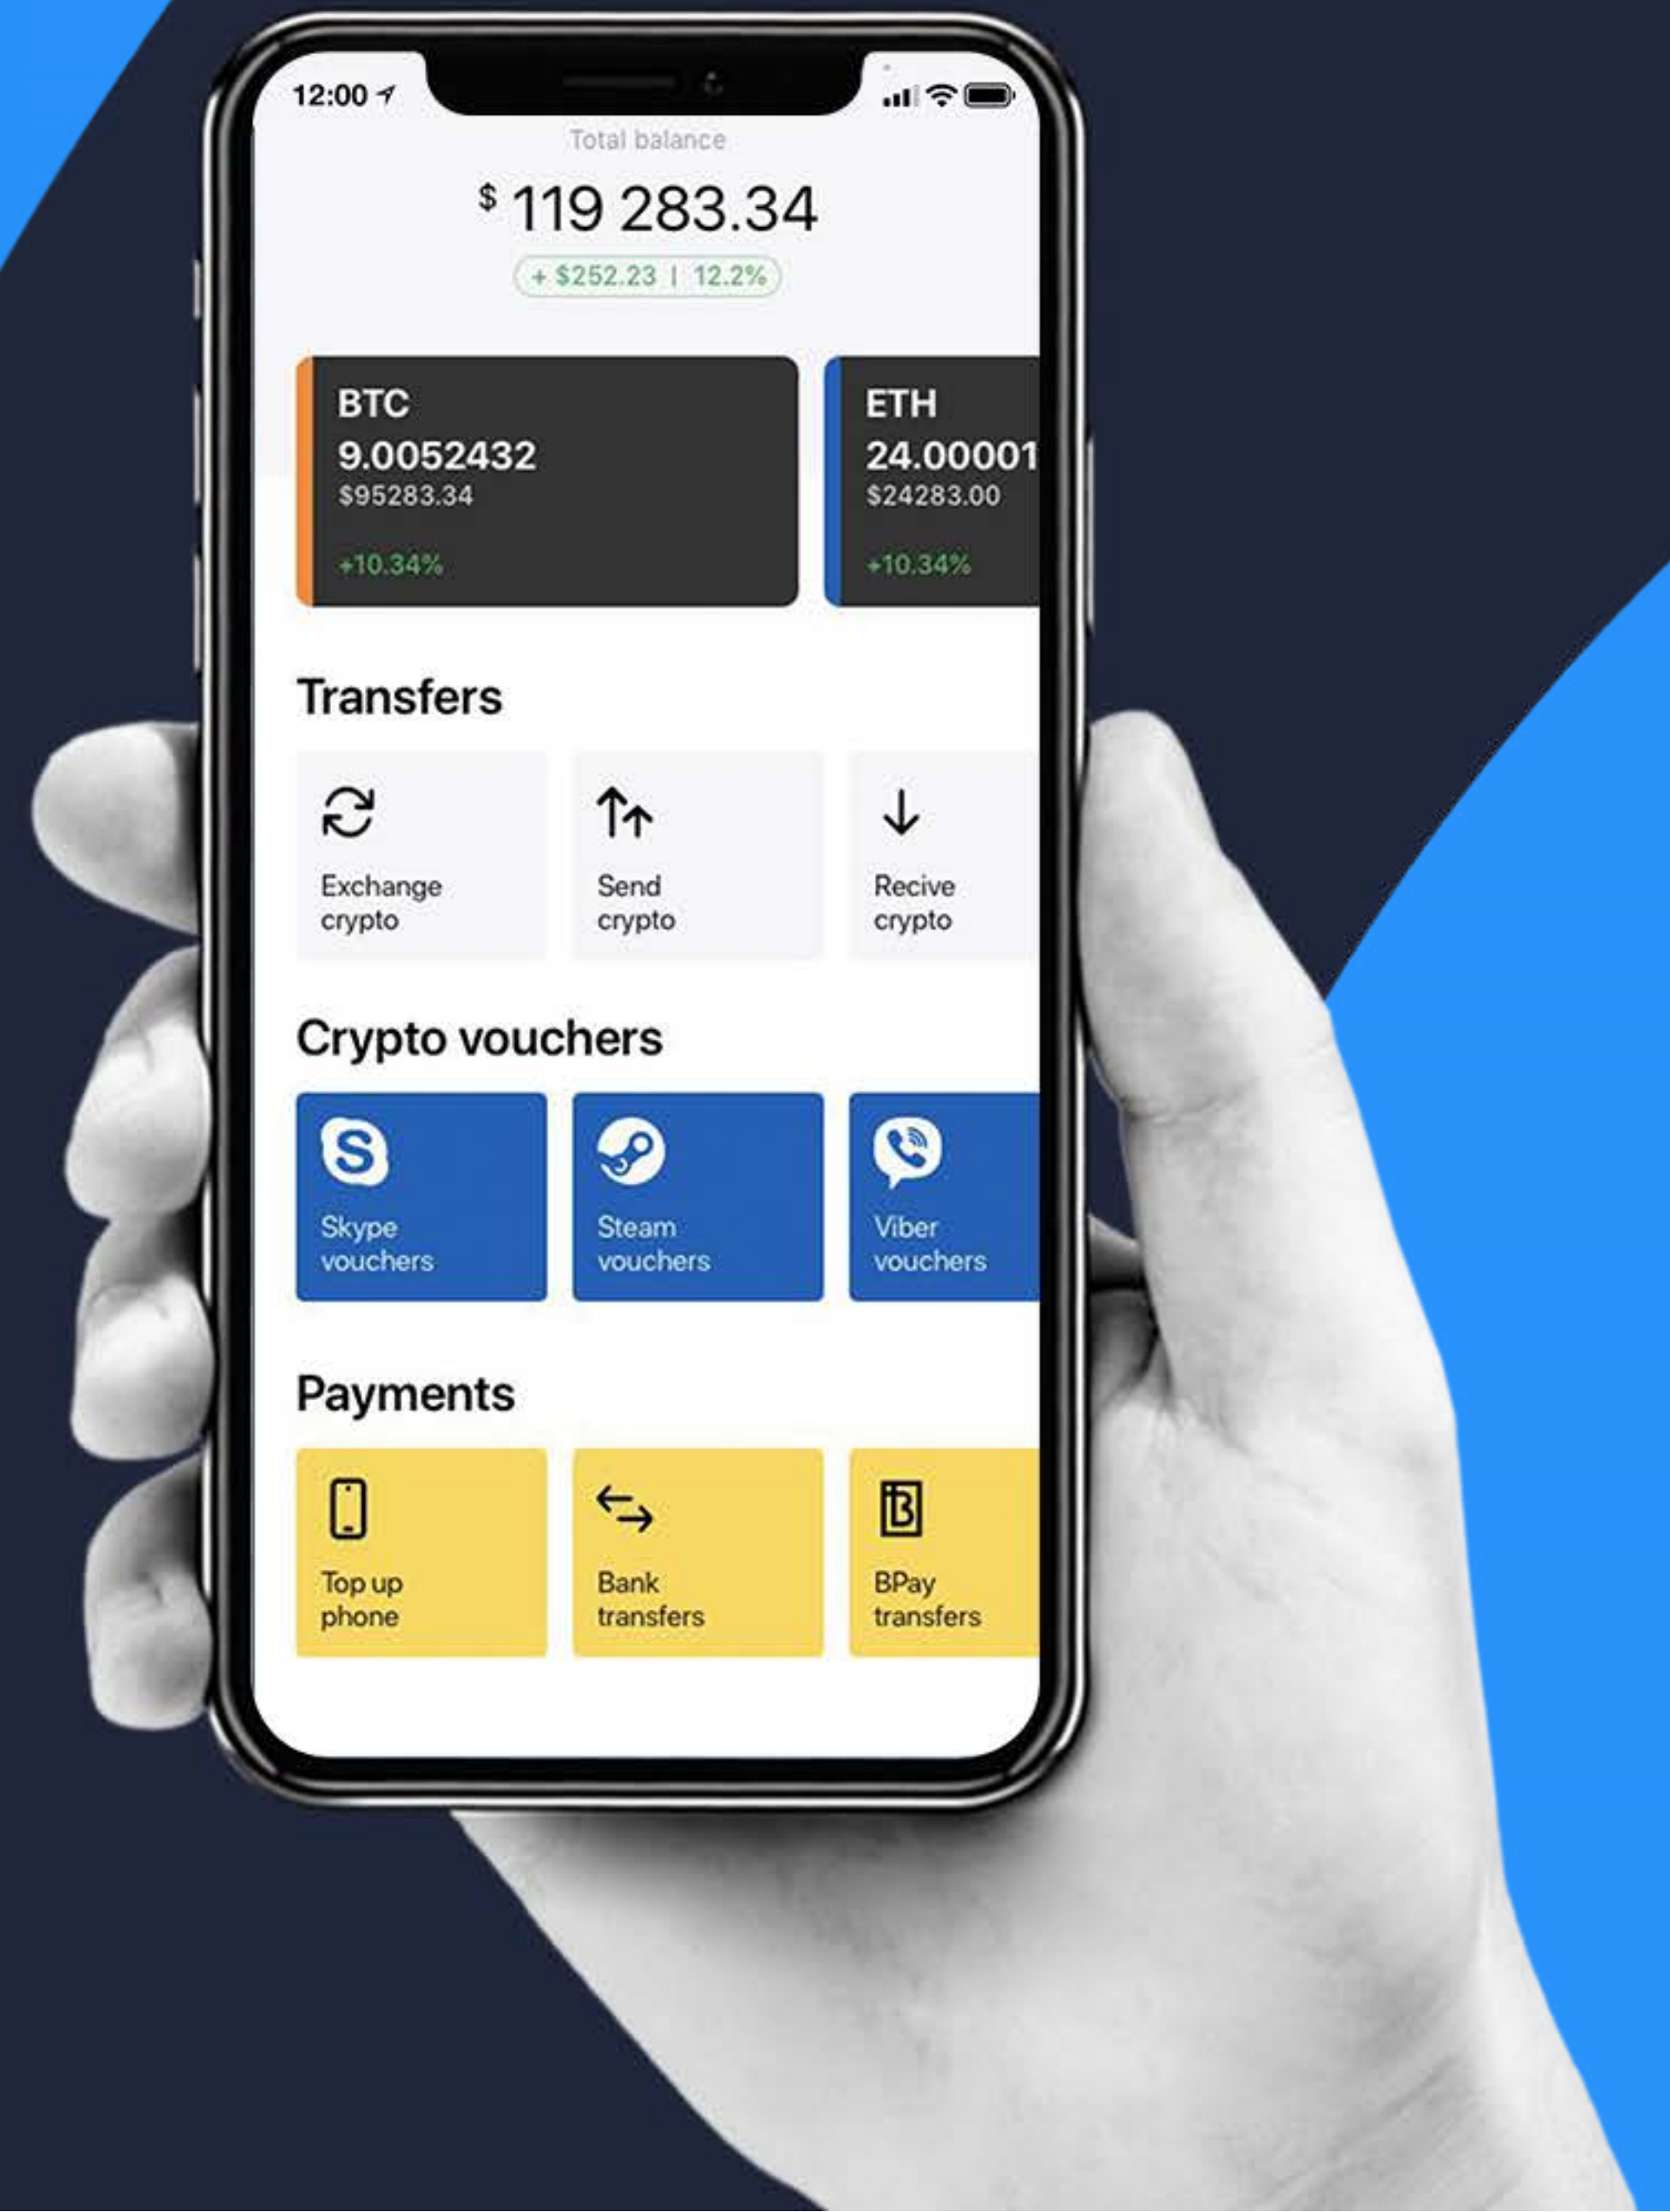 12:00
Total balance
$ 119 283.34
+ $252.23 | 12.2%
BTC
9.0052432
$95283.34
+10.34%
ETH
24.00001
$24283.00
+10.34%
Transfers
Exchange
crypto
Send
crypto
Recive
crypto
Crypto vouchers
Skype
vouchers
Steam
vouchers
Viber
vouchers
Payments
Top up
phone
Bank
transfers
BPay
transfers